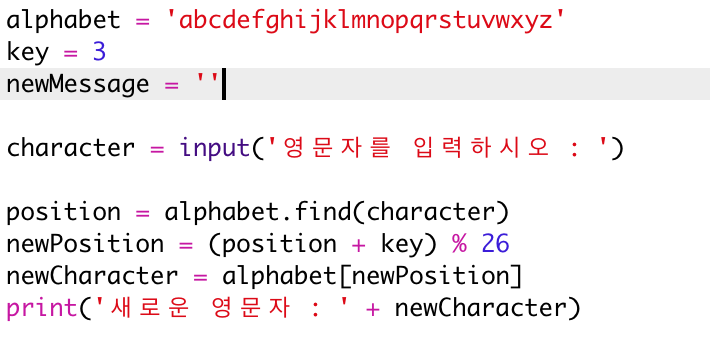 alphabet = 'abcdefghijklmnopqrstuvwxyz'
key = 3
newMessage = ''
character = input('영문자를 입력하시오 : ')
position = alphabet.find(character)
newPosition = (position + key) % 26
newCharacter = alphabet[newPosition]
print('새로운 영문자 : ' + newCharacter)